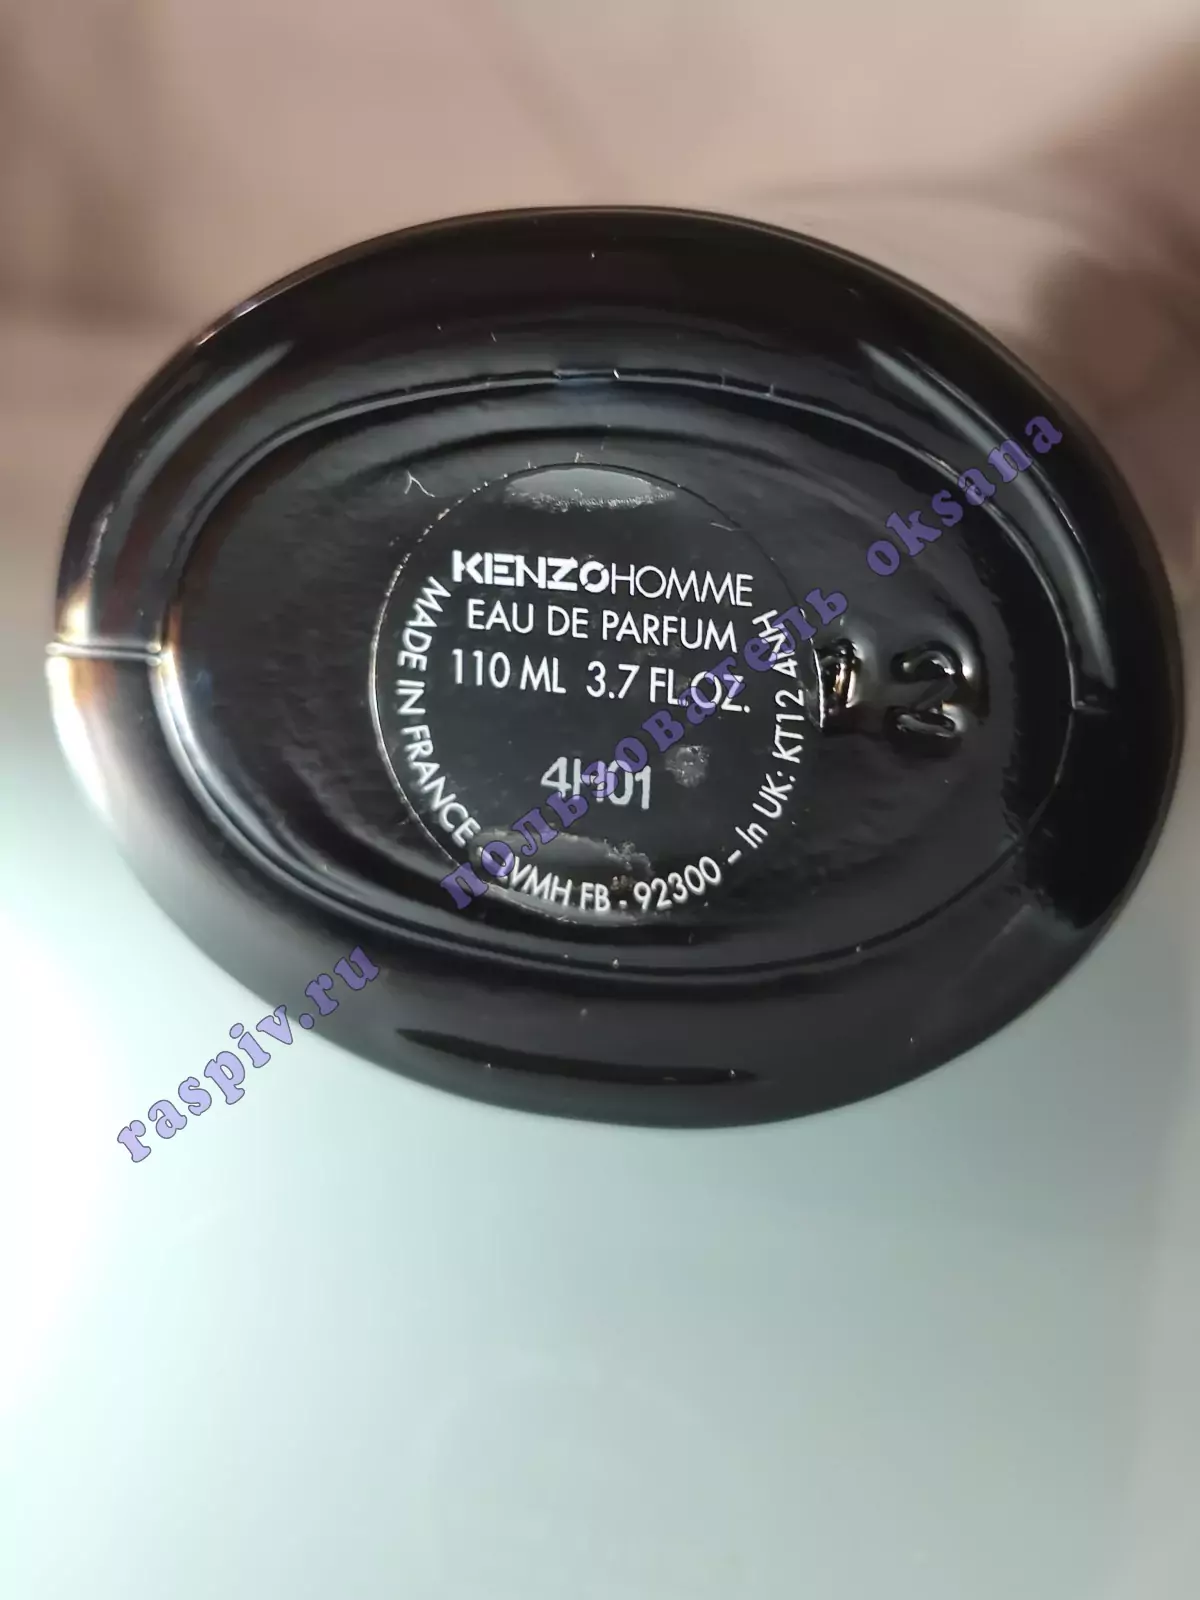 KENZOHOMME
EAU DE PARFUM
110 ML 3.7 FL.OZ.
4H01
MADE IN FRANCE - LVMH FB - 92300 – In UK: KT12 4NH
12
raspiv.ru пользователь oksana